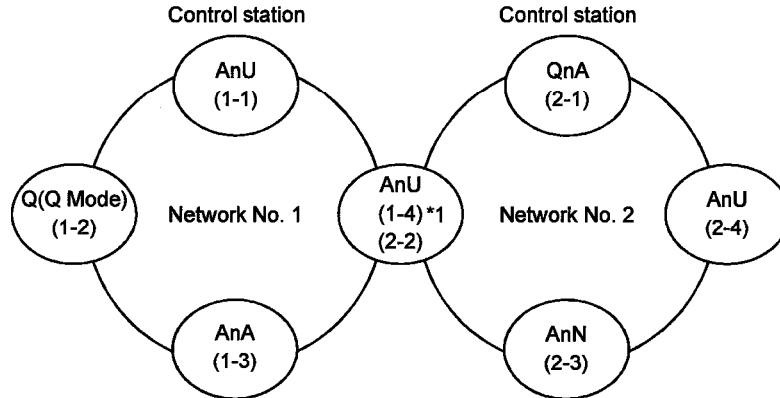 Control station
Control station
AnU
(1-1)
QnA
(2-1)
Q(Q Mode)
(1-2)
Network No. 1
AnU
(1-4) *1
(2-2)
Network No. 2
AnU
(2-4)
AnA
(1-3)
AnN
(2-3)